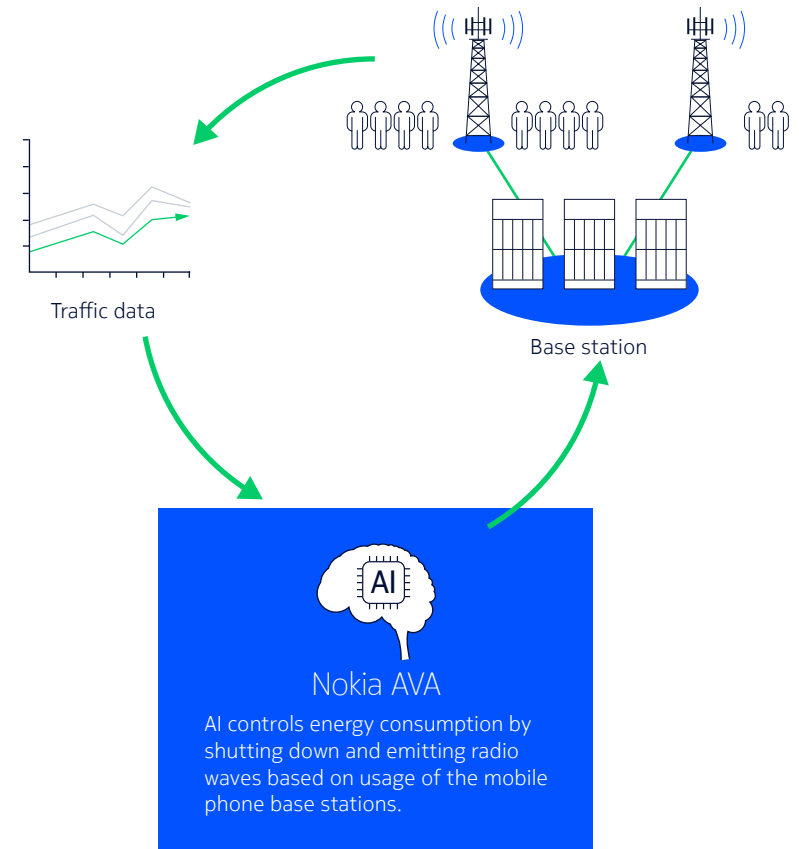 Traffic data
Base station
AI
Nokia AVA
AI controls energy consumption by
shutting down and emitting radio
waves based on usage of the mobile
phone base stations.